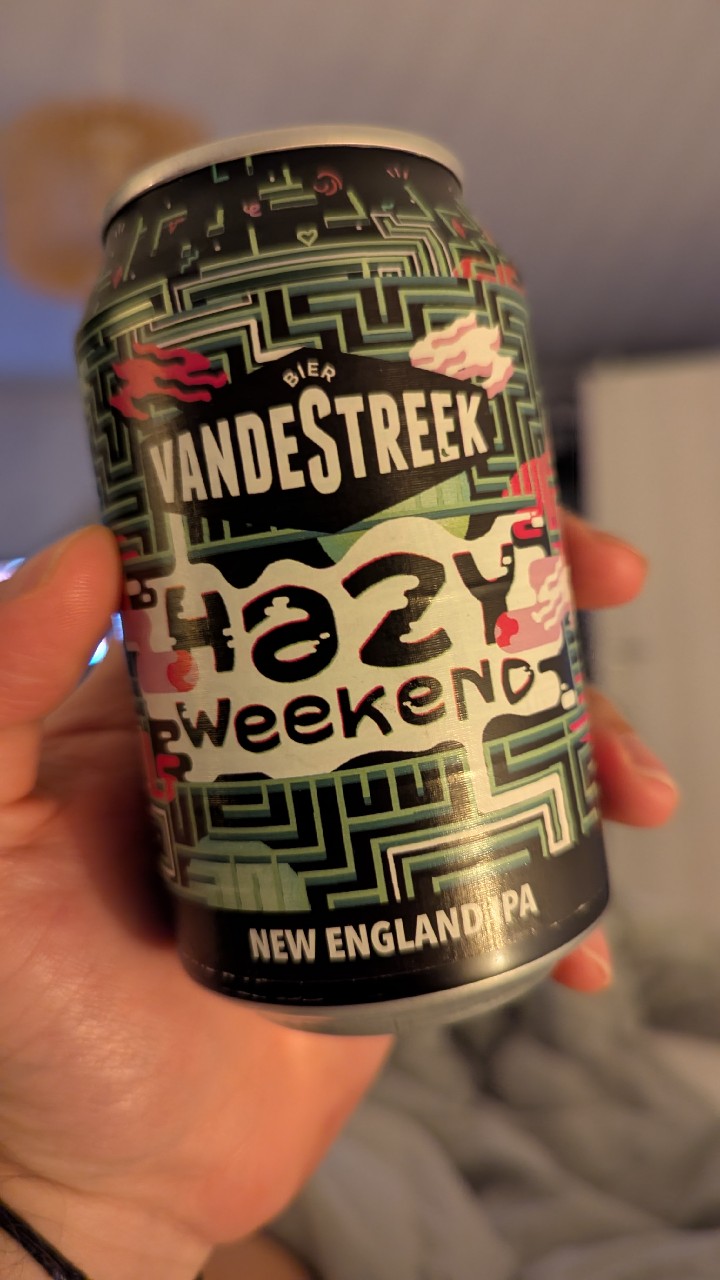 BIER
VANDESTREEK
HaZY
weekeND
NEW ENGLAND IPA